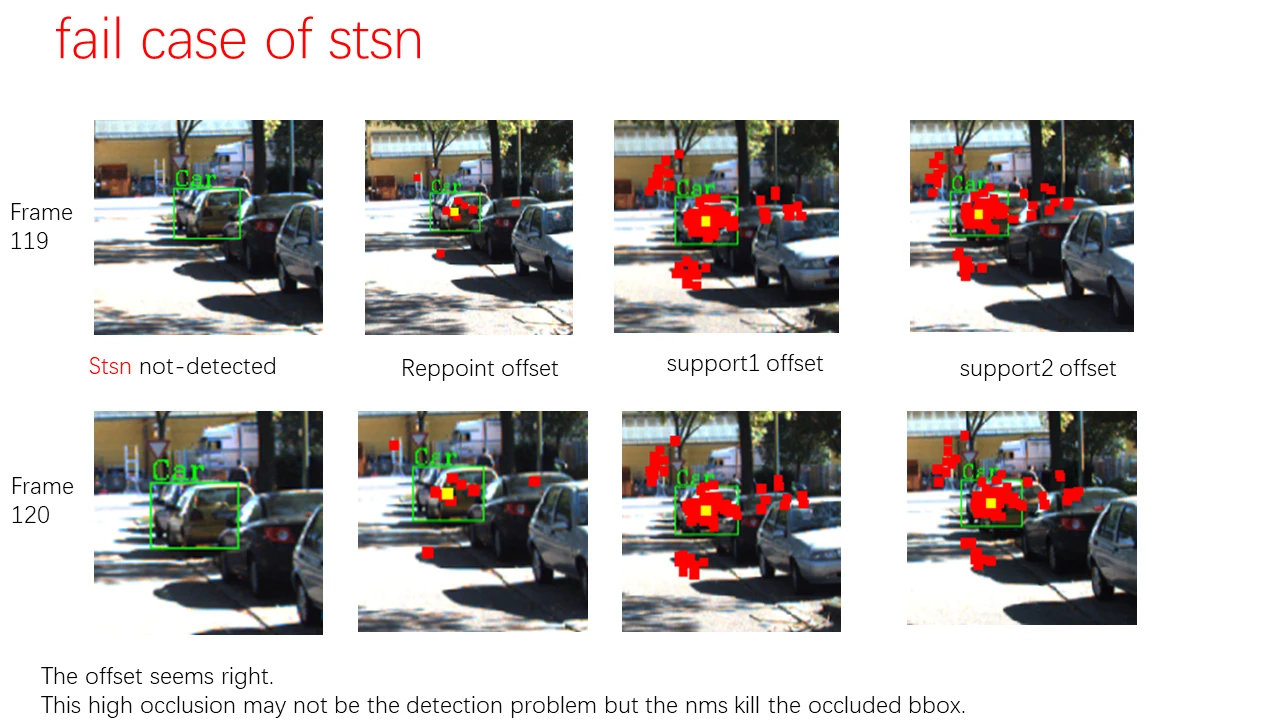 fail case of stsn
Car
Car
Car
Car
Frame
119
Stsn not-detected
Reppoint offset
support1 offset
support2 offset
Car
Car
Car
Car
Frame
120
The offset seems right.
This high occlusion may not be the detection problem but the nms kill the occluded bbox.